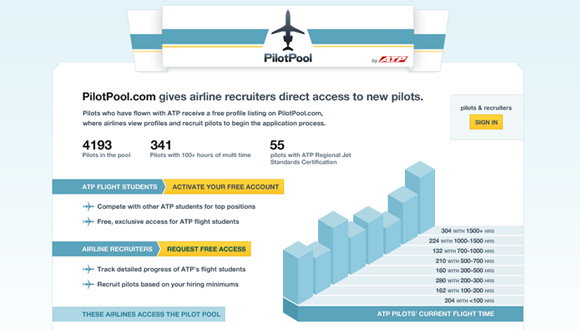 PilotPool
by ATP
PilotPool.com gives airline recruiters direct access to new pilots.
Pilots who have flown with ATP receive a free profile listing on PilotPool.com,
where airlines view profiles and recruit pilots to begin the application process.
pilots & recruiters
SIGN IN
4193
Pilots in the pool
341
Pilots with 100+ hours of multi time
55
pilots with ATP Regional Jet
Standards Certification
ATP FLIGHT STUDENTS
ACTIVATE YOUR FREE ACCOUNT
Compete with other ATP students for top positions
Free, exclusive access for ATP flight students
AIRLINE RECRUITERS
REQUEST FREE ACCESS
Track detailed progress of ATP's flight students
Recruit pilots based on your hiring minimums
THESE AIRLINES ACCESS THE PILOT POOL
304 WITH 1500+ HRS
224 WITH 1000-1500 HRS
132 WITH 700-1000 HRS
210 WITH 500-700 HRS
160 WITH 300-500 HRS
280 WITH 200-300 HRS
162 WITH 100-200 HRS
204 WITH <100 HRS
ATP PILOTS' CURRENT FLIGHT TIME